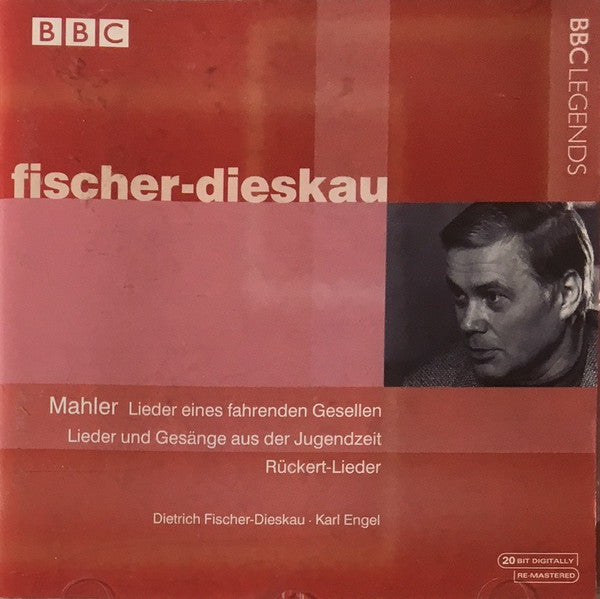 BBC
BBC LEGENDS
fischer-dieskau
Mahler Lieder eines fahrenden Gesellen
Lieder und Gesänge aus der Jugendzeit
Rückert-Lieder
Dietrich Fischer-Dieskau · Karl Engel
20 BIT DIGITALLY
RE-MASTERED